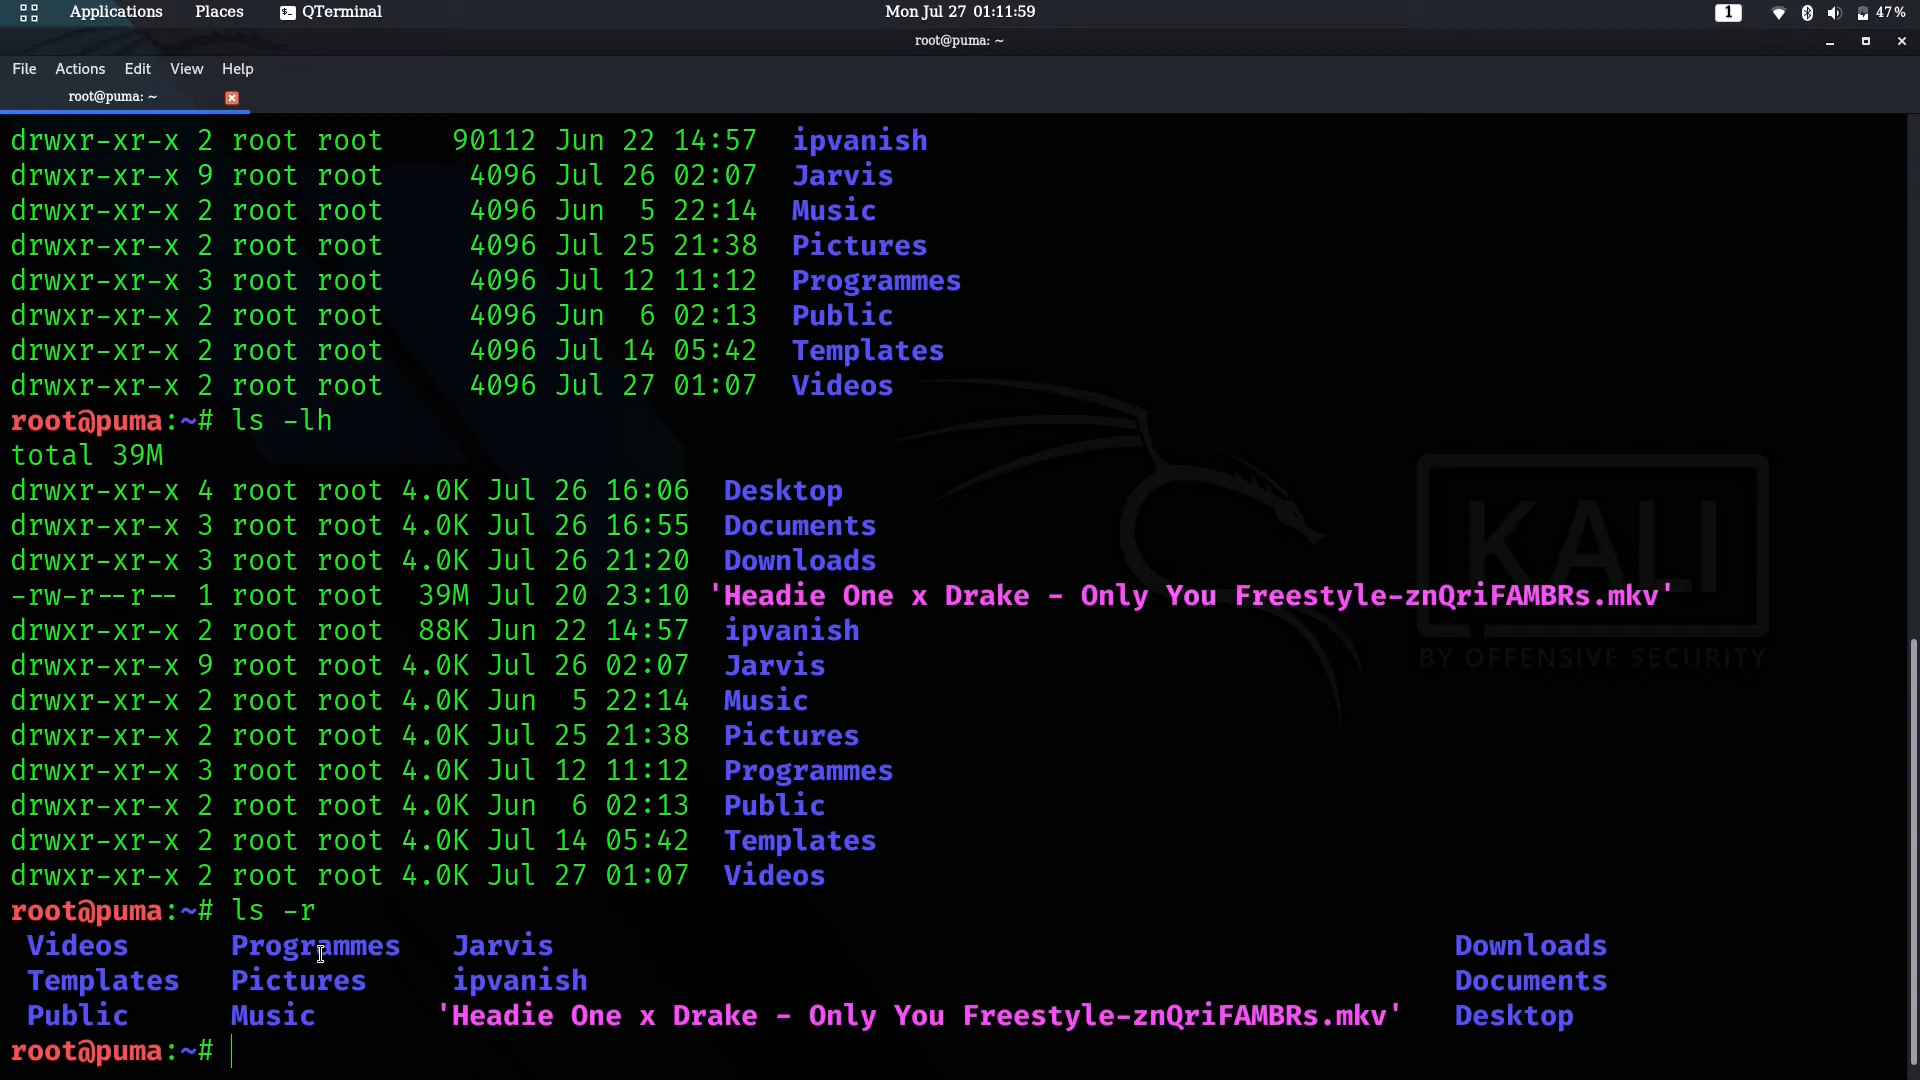 Applications Places QTerminal Mon Jul 27 01:11:59 1 47%
root@puma: ~
File Actions Edit View Help
root@puma: ~
drwxr-xr-x 2 root root 90112 Jun 22 14:57 ipvanish
drwxr-xr-x 9 root root 4096 Jul 26 02:07 Jarvis
drwxr-xr-x 2 root root 4096 Jun 5 22:14 Music
drwxr-xr-x 2 root root 4096 Jul 25 21:38 Pictures
drwxr-xr-x 3 root root 4096 Jul 12 11:12 Programmes
drwxr-xr-x 2 root root 4096 Jun 6 02:13 Public
drwxr-xr-x 2 root root 4096 Jul 14 05:42 Templates
drwxr-xr-x 2 root root 4096 Jul 27 01:07 Videos
root@puma:~# ls -lh
total 39M
drwxr-xr-x 4 root root 4.0K Jul 26 16:06 Desktop
drwxr-xr-x 3 root root 4.0K Jul 26 16:55 Documents
drwxr-xr-x 3 root root 4.0K Jul 26 21:20 Downloads
-rw-r--r-- 1 root root 39M Jul 20 23:10 'Headie One x Drake - Only You Freestyle-znQriFAMBRs.mkv'
drwxr-xr-x 2 root root 88K Jun 22 14:57 ipvanish
drwxr-xr-x 9 root root 4.0K Jul 26 02:07 Jarvis
drwxr-xr-x 2 root root 4.0K Jun 5 22:14 Music
drwxr-xr-x 2 root root 4.0K Jul 25 21:38 Pictures
drwxr-xr-x 3 root root 4.0K Jul 12 11:12 Programmes
drwxr-xr-x 2 root root 4.0K Jun 6 02:13 Public
drwxr-xr-x 2 root root 4.0K Jul 14 05:42 Templates
drwxr-xr-x 2 root root 4.0K Jul 27 01:07 Videos
root@puma:~# ls -r
Videos Programmes Jarvis Downloads
Templates Pictures ipvanish Documents
Public Music 'Headie One x Drake - Only You Freestyle-znQriFAMBRs.mkv' Desktop
root@puma:~#
KALI
BY OFFENSIVE SECURITY